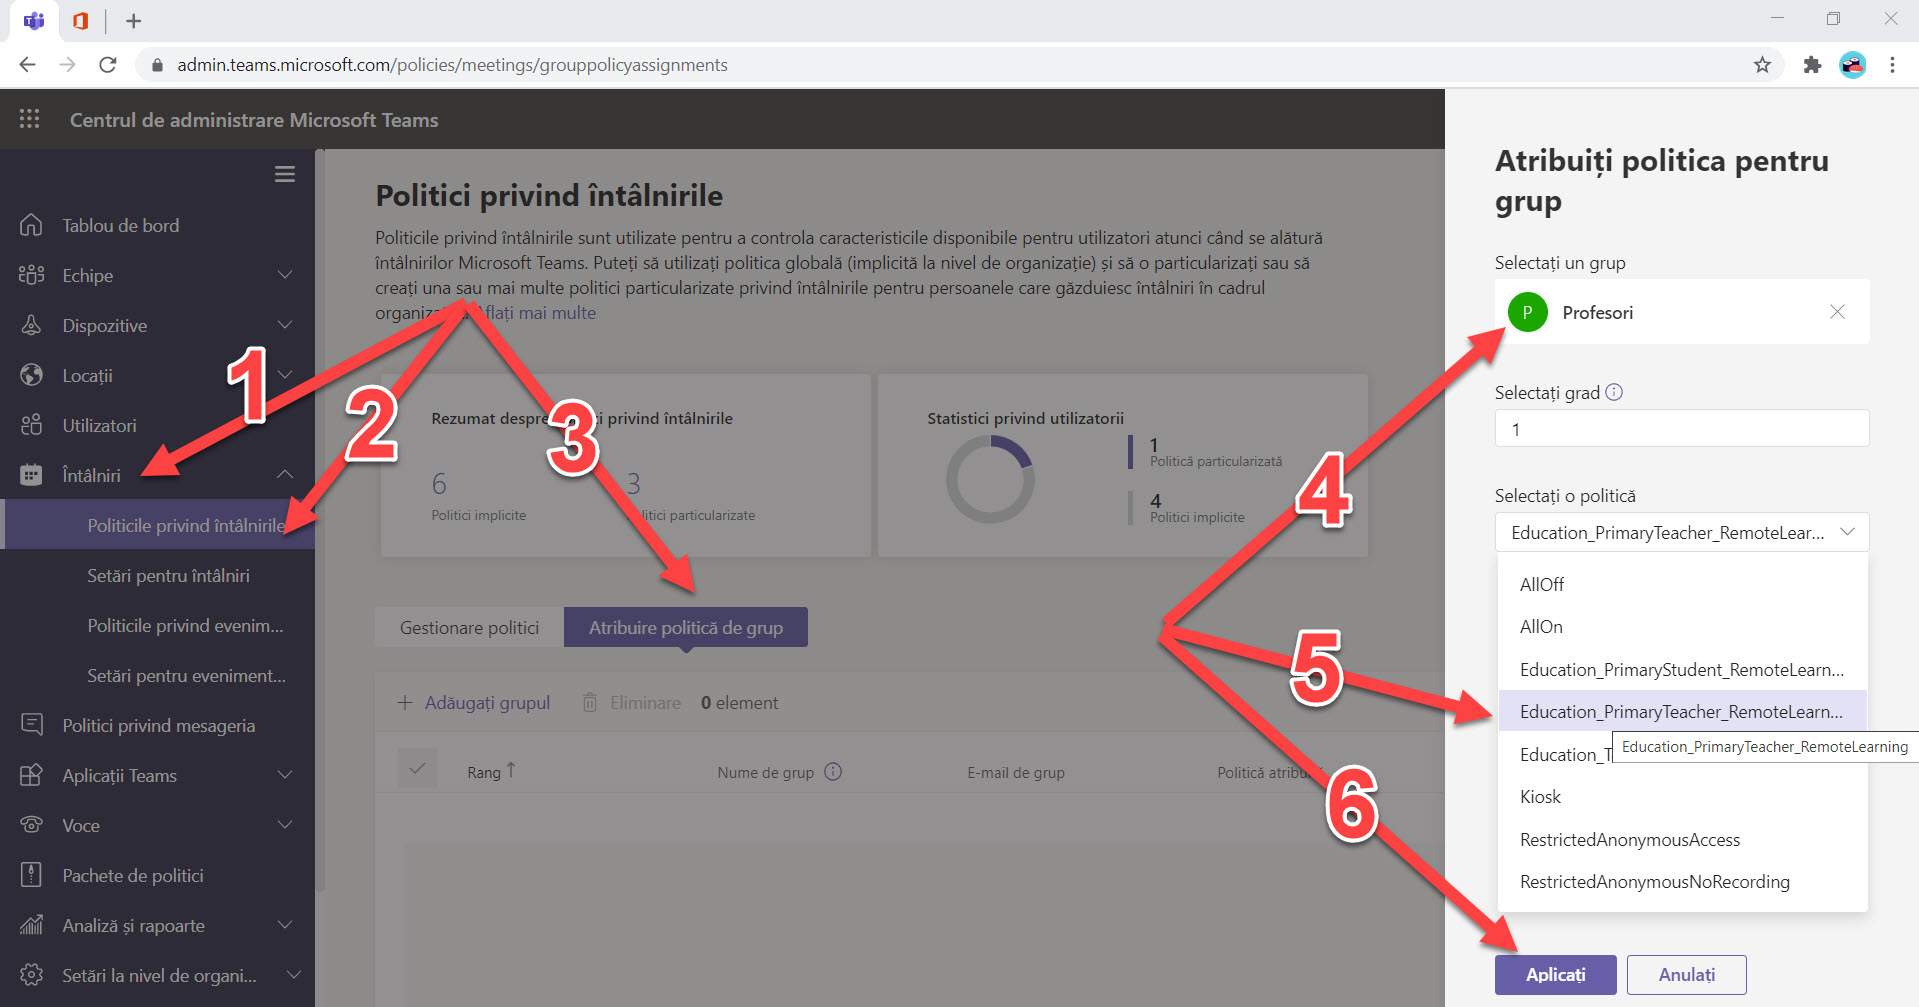 admin.teams.microsoft.com/policies/meetings/grouppolicyassignments
Centrul de administrare Microsoft Teams
Tablou de bord
Echipe
Dispozitive
Locații
Utilizatori
Întâlniri
Politicile privind întâlnirile
Setări pentru întâlniri
Politicile privind evenim...
Setări pentru eveniment...
Politici privind mesageria
Aplicații Teams
Voce
Pachete de politici
Analiză și rapoarte
Setări la nivel de organi...
Politici privind întâlnirile
Politicile privind întâlnirile sunt utilizate pentru a controla caracteristicile disponibile pentru utilizatori atunci când se alătură
întâlnirilor Microsoft Teams. Puteți să utilizați politica globală (implicită la nivel de organizație) și să o particularizați sau să
creați una sau mai multe politici particularizate privind întâlnirile pentru persoanele care găzduiesc întâlniri în cadrul
flați mai multe
Rezumat despre privind întâlnirile
6
Politici implicite
3
particularizate
Statistici privind utilizatorii
1
Politică particularizată
4
Politici implicite
Gestionare politici
Atribuire politică de grup
Adăugați grupul
Eliminare
0 element
Rang
Nume de grup
E-mail de grup
Politică
1
2
3
4
5
6
Atribuiți politica pentru
grup
Selectați un grup
P
Profesori
Selectați grad
1
Selectați o politică
Education_PrimaryTeacher_RemoteLear...
AllOff
AllOn
Education_PrimaryStudent_RemoteLearn...
Education_PrimaryTeacher_RemoteLearn...
Education_T
Education_PrimaryTeacher_RemoteLearning
Kiosk
RestrictedAnonymousAccess
RestrictedAnonymousNoRecording
Aplicați
Anulați